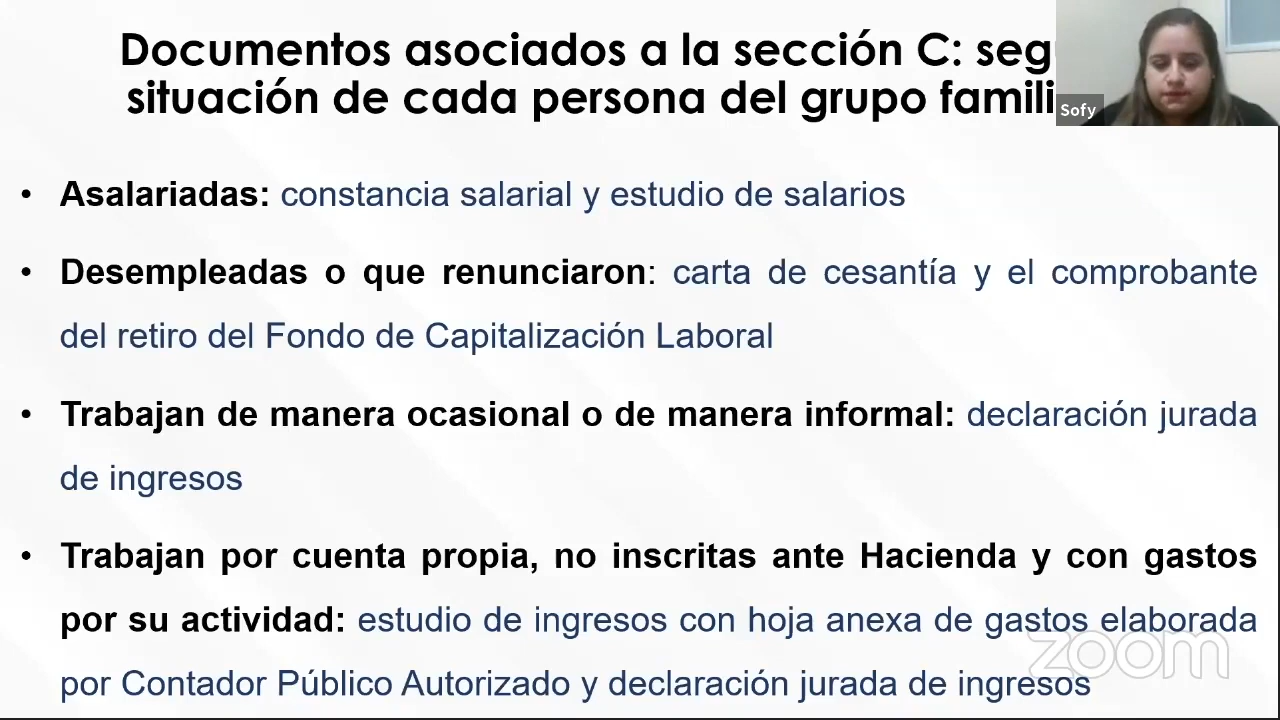 Documentos asociados a la sección C:
situación de cada persona del grupo
Sofy
• Asalariadas: constancia salarial y estudio de salarios
• Desempleadas o que renunciaron: carta de cesantía y el comprobante
del retiro del Fondo de Capitalización Laboral
• Trabajan de manera ocasional o de manera informal: declaración jurada
de ingresos
• Trabajan por cuenta propia, no inscritas ante Hacienda y con gastos
por su actividad: estudio de ingresos con hoja anexa de gastos elaborada
por Contador Público Autorizado y declaración jurada de ingresos
zoom